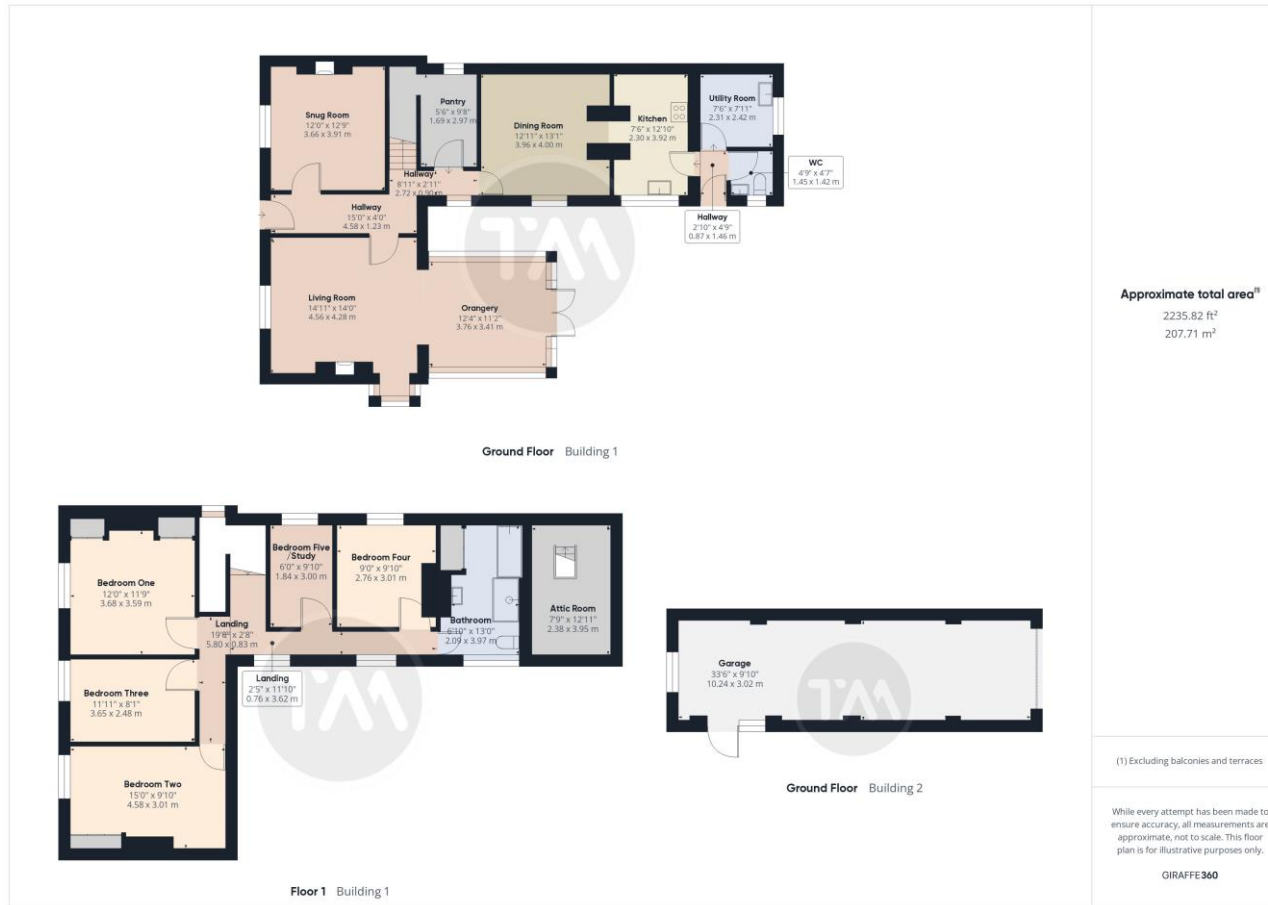 Snug Room
12'0" x 12'9"
3.66 x 3.91 m
Pantry
5'6" x 9'8"
1.69 x 2.97 m
Dining Room
12'11" x 13'1"
3.96 x 4.00 m
Kitchen
7'6" x 12'10"
2.30 x 3.92 m
Utility Room
7'6" x 7'11"
2.31 x 2.42 m
WC
4'9" x 4'7"
1.45 x 1.42 m
Hallway
8'11" x 2'11"
2.72 x 0.90 m
Hallway
15'0" x 4'0"
4.58 x 1.23 m
Hallway
2'10" x 4'9"
0.87 x 1.46 m
Living Room
14'11" x 14'0"
4.56 x 4.28 m
Orangery
12'4" x 11'2"
3.76 x 3.41 m
TM
Ground Floor Building 1
Bedroom One
12'0" x 11'9"
3.68 x 3.59 m
Bedroom Five
/Study
6'0" x 9'10"
1.84 x 3.00 m
Bedroom Four
9'0" x 9'10"
2.76 x 3.01 m
Bathroom
6'10" x 13'0"
2.09 x 3.97 m
Attic Room
7'9" x 12'11"
2.38 x 3.95 m
Landing
19'8" x 2'8"
5.80 x 0.83 m
Landing
2'5" x 11'10"
0.76 x 3.62 m
Bedroom Three
11'11" x 8'1"
3.65 x 2.48 m
Bedroom Two
15'0" x 9'10"
4.58 x 3.01 m
TM
Floor 1 Building 1
Garage
33'6" x 9'10"
10.24 x 3.02 m
TM
Ground Floor Building 2
Approximate total area(1)
2235.82 ft²
207.71 m²
(1) Excluding balconies and terraces
While every attempt has been made to
ensure accuracy, all measurements are
approximate, not to scale. This floor
plan is for illustrative purposes only.
GIRAFFE360